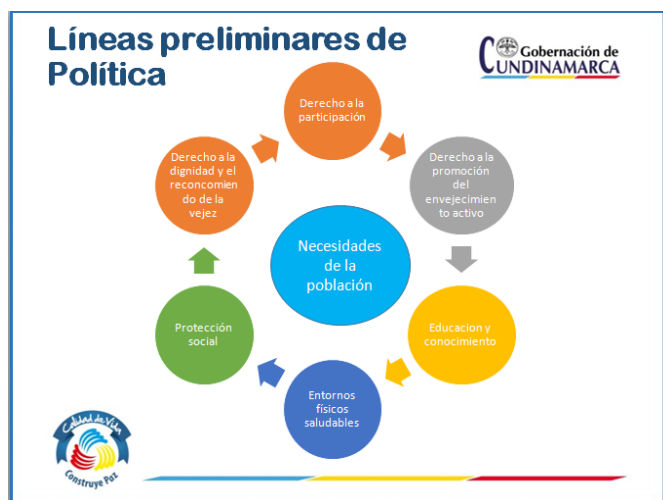 Líneas preliminares de
Política
Gobernación de
CUNDINAMARCA
Derecho a la
participación
Derecho a la
promoción
del
envejecimien
to activo
Educacion y
conocimiento
Entornos
físicos
saludables
Protección
social
Derecho a la
dignidad y el
reconcomien
do de la
vejez
Necesidades
de la
población
Calidad de Vida
Construye Paz